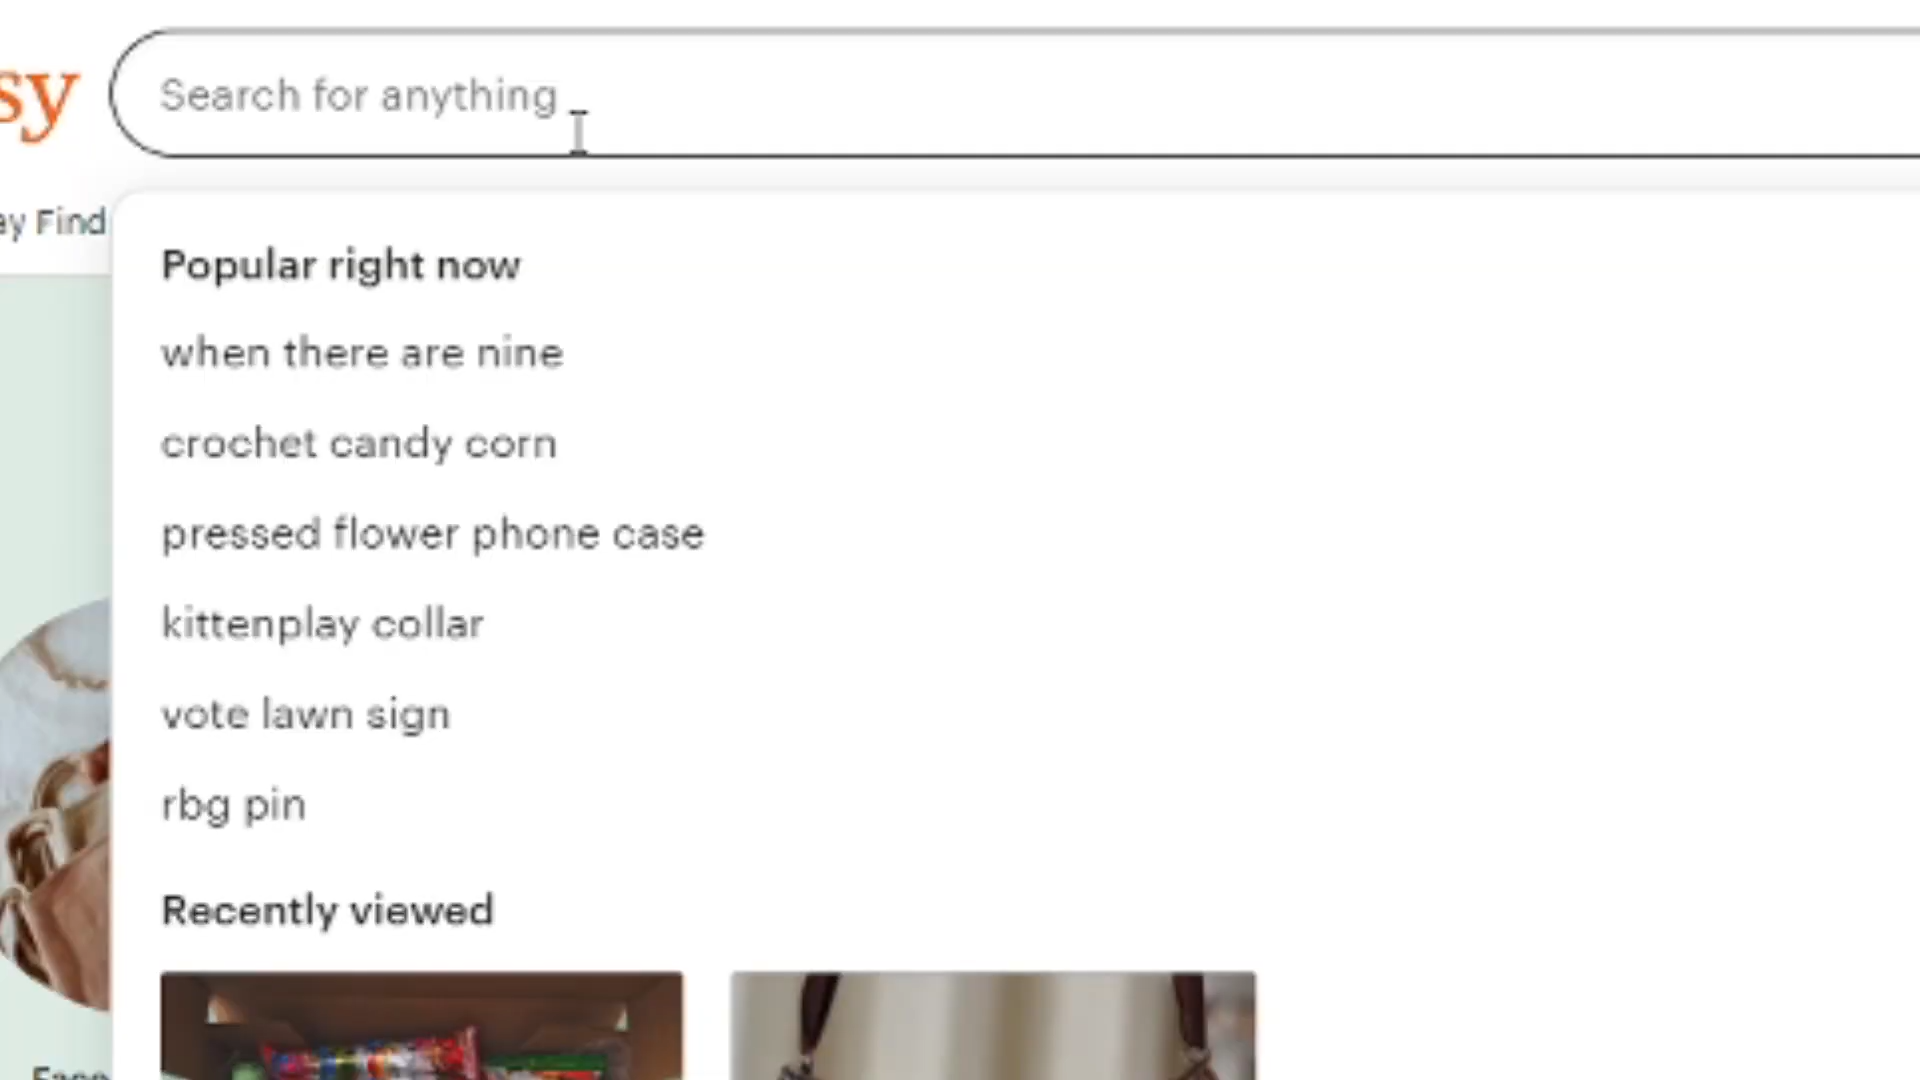 sy
Search for anything
ay Find
Popular right now
when there are nine
crochet candy corn
pressed flower phone case
kittenplay collar
vote lawn sign
rbg pin
Recently viewed